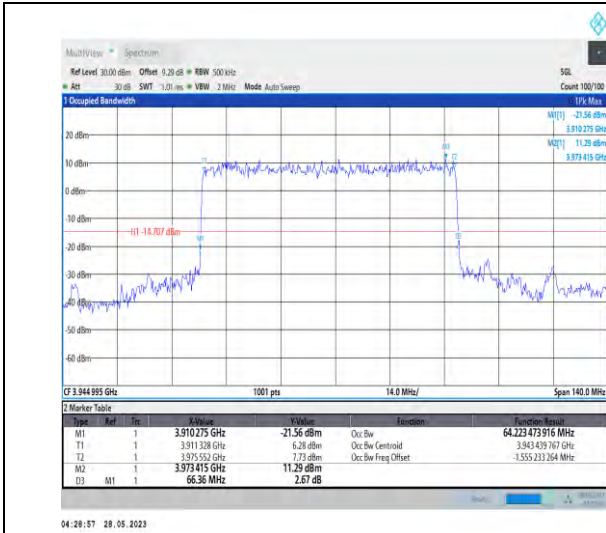 MultiView Spectrum
Ref Level 30.00 dBm Offset 9.29 dB RBW 500 kHz SGL
Att 30 dB SWT 1.01 ms VBW 2 MHz Mode Auto Sweep Count 100/100
1 Occupied Bandwidth 1Pk Max
M1[1] -21.56 dBm
3.910 275 GHz
M2[1] 11.29 dBm
3.973 415 GHz
20 dBm
10 dBm
0 dBm
-10 dBm
H1 -14.707 dBm
-20 dBm
-30 dBm
-40 dBm
-50 dBm
-60 dBm
T1
M2
T2
M1
D3
CF 3.944 995 GHz 1001 pts 14.0 MHz/ Span 140.0 MHz
2 Marker Table
Type Ref Trc X-Value Y-Value Function Function Result
M1 1 3.910 275 GHz -21.56 dBm Occ Bw 64.223 473 916 MHz
T1 1 3.911 328 GHz 6.28 dBm Occ Bw Centroid 3.943 439 767 GHz
T2 1 3.975 552 GHz 7.73 dBm Occ Bw Freq Offset -1.555 233 264 MHz
M2 1 3.973 415 GHz 11.29 dBm
D3 M1 1 66.36 MHz 2.67 dB
04:28:57 28.05.2023